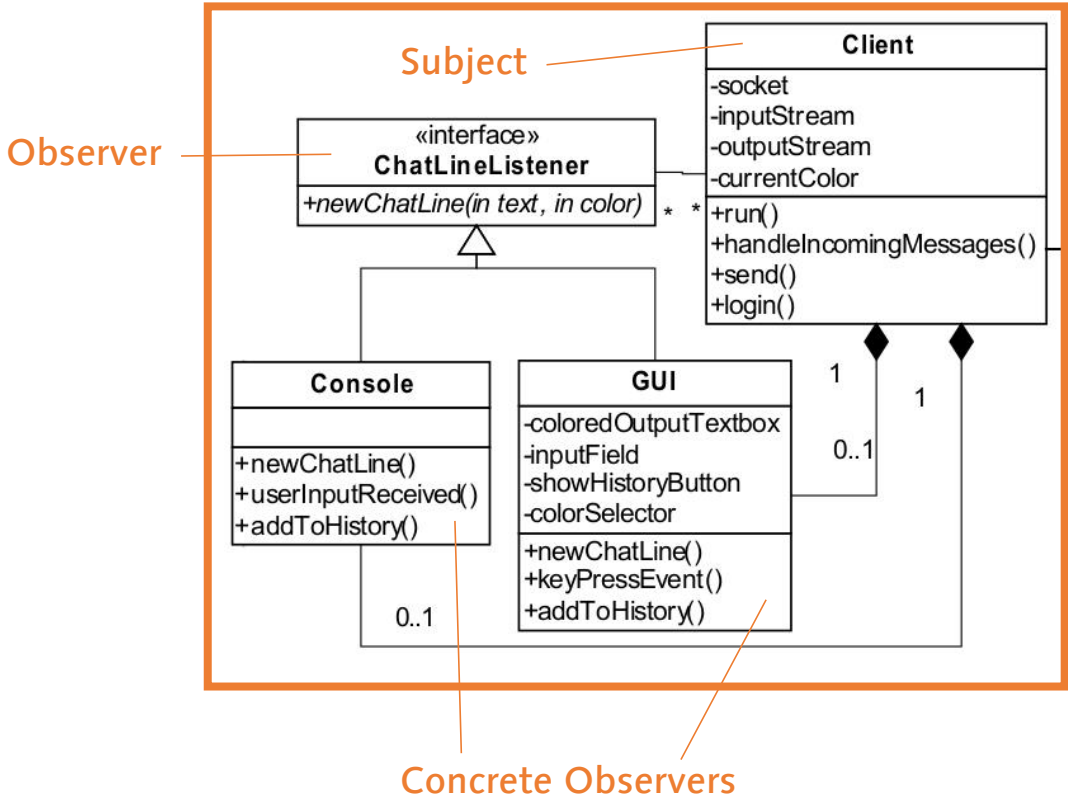 Subject
Client
-socket
-inputStream
-outputStream
-currentColor
+run()
+handleIncomingMessages()
+send()
+login()
Observer
«interface»
ChatLineListener
+newChatLine(in text, in color)
* *
Console
+newChatLine()
+userInputReceived()
+addToHistory()
GUI
-coloredOutputTextbox
-inputField
-showHistoryButton
-colorSelector
+newChatLine()
+keyPressEvent()
+addToHistory()
1
1
0..1
0..1
Concrete Observers